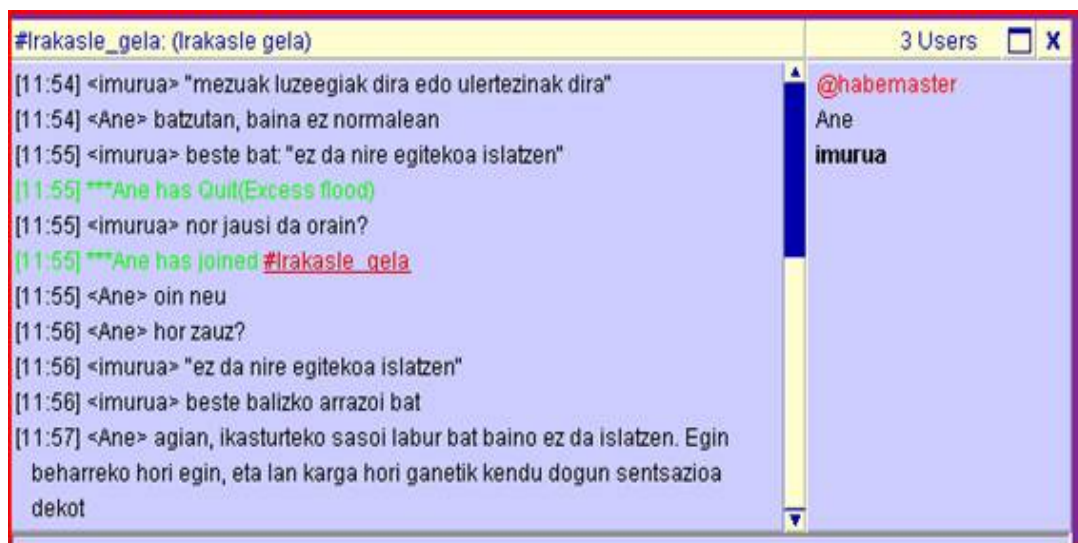 #Irakasle_gela: (Irakasle gela)
3 Users
X
[11:54] <imurua> "mezuak luzeegiak dira edo ulertezinak dira"
[11:54] <Ane> batzutan, baina ez normalean
[11:55] <imurua> beste bat: "ez da nire egitekoa islatzen"
[11:55] ***Ane has Quit(Excess flood)
[11:55] <imurua> nor jausi da orain?
[11:55] ***Ane has joined #Irakasle_gela
[11:55] <Ane> oin neu
[11:56] <Ane> hor zauz?
[11:56] <imurua> "ez da nire egitekoa islatzen"
[11:56] <imurua> beste balizko arrazoi bat
[11:57] <Ane> agian, ikasturteko sasoi labur bat baino ez da islatzen. Egin
beharreko hori egin, eta lan karga hori ganetik kendu dogun sentsazioa
dekot
@habemaster
Ane
imurua